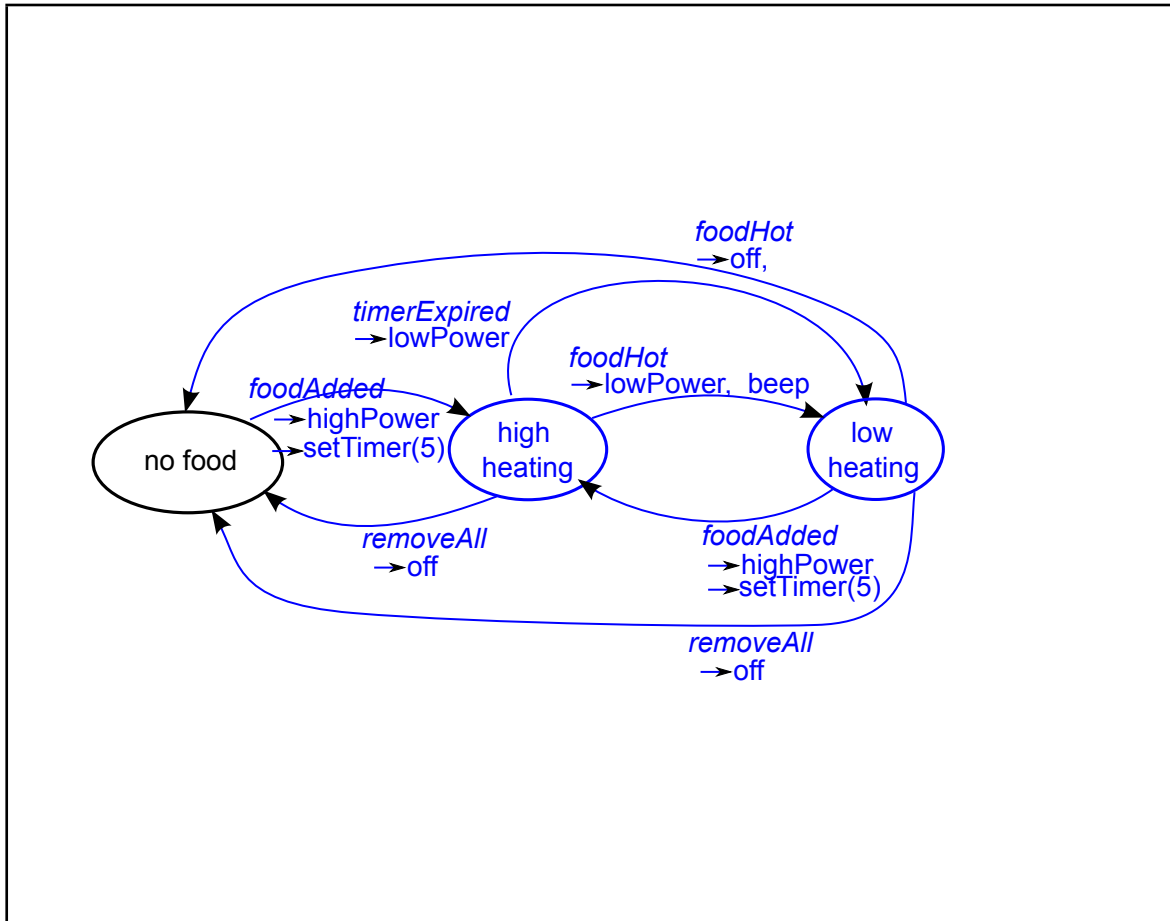 foodHot
→off,
timerExpired
→lowPower
foodHot
→lowPower, beep
foodAdded
→highPower
→setTimer(5)
no food
high
heating
low
heating
removeAll
→off
foodAdded
→highPower
→setTimer(5)
removeAll
→off